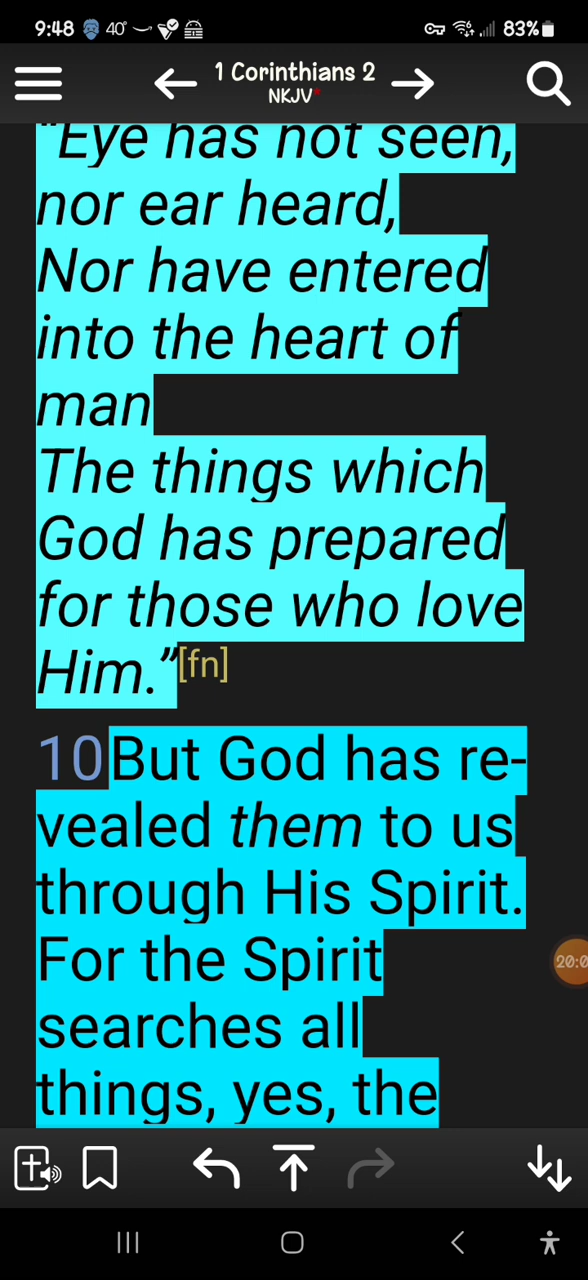 9:48 40° 83%
1 Corinthians 2
NKJV*
“Eye has not seen,
nor ear heard,
Nor have entered
into the heart of
man
The things which
God has prepared
for those who love
Him.”[fn]
10 But God has re-
vealed them to us
through His Spirit.
For the Spirit
searches all
things, yes, the
20:0